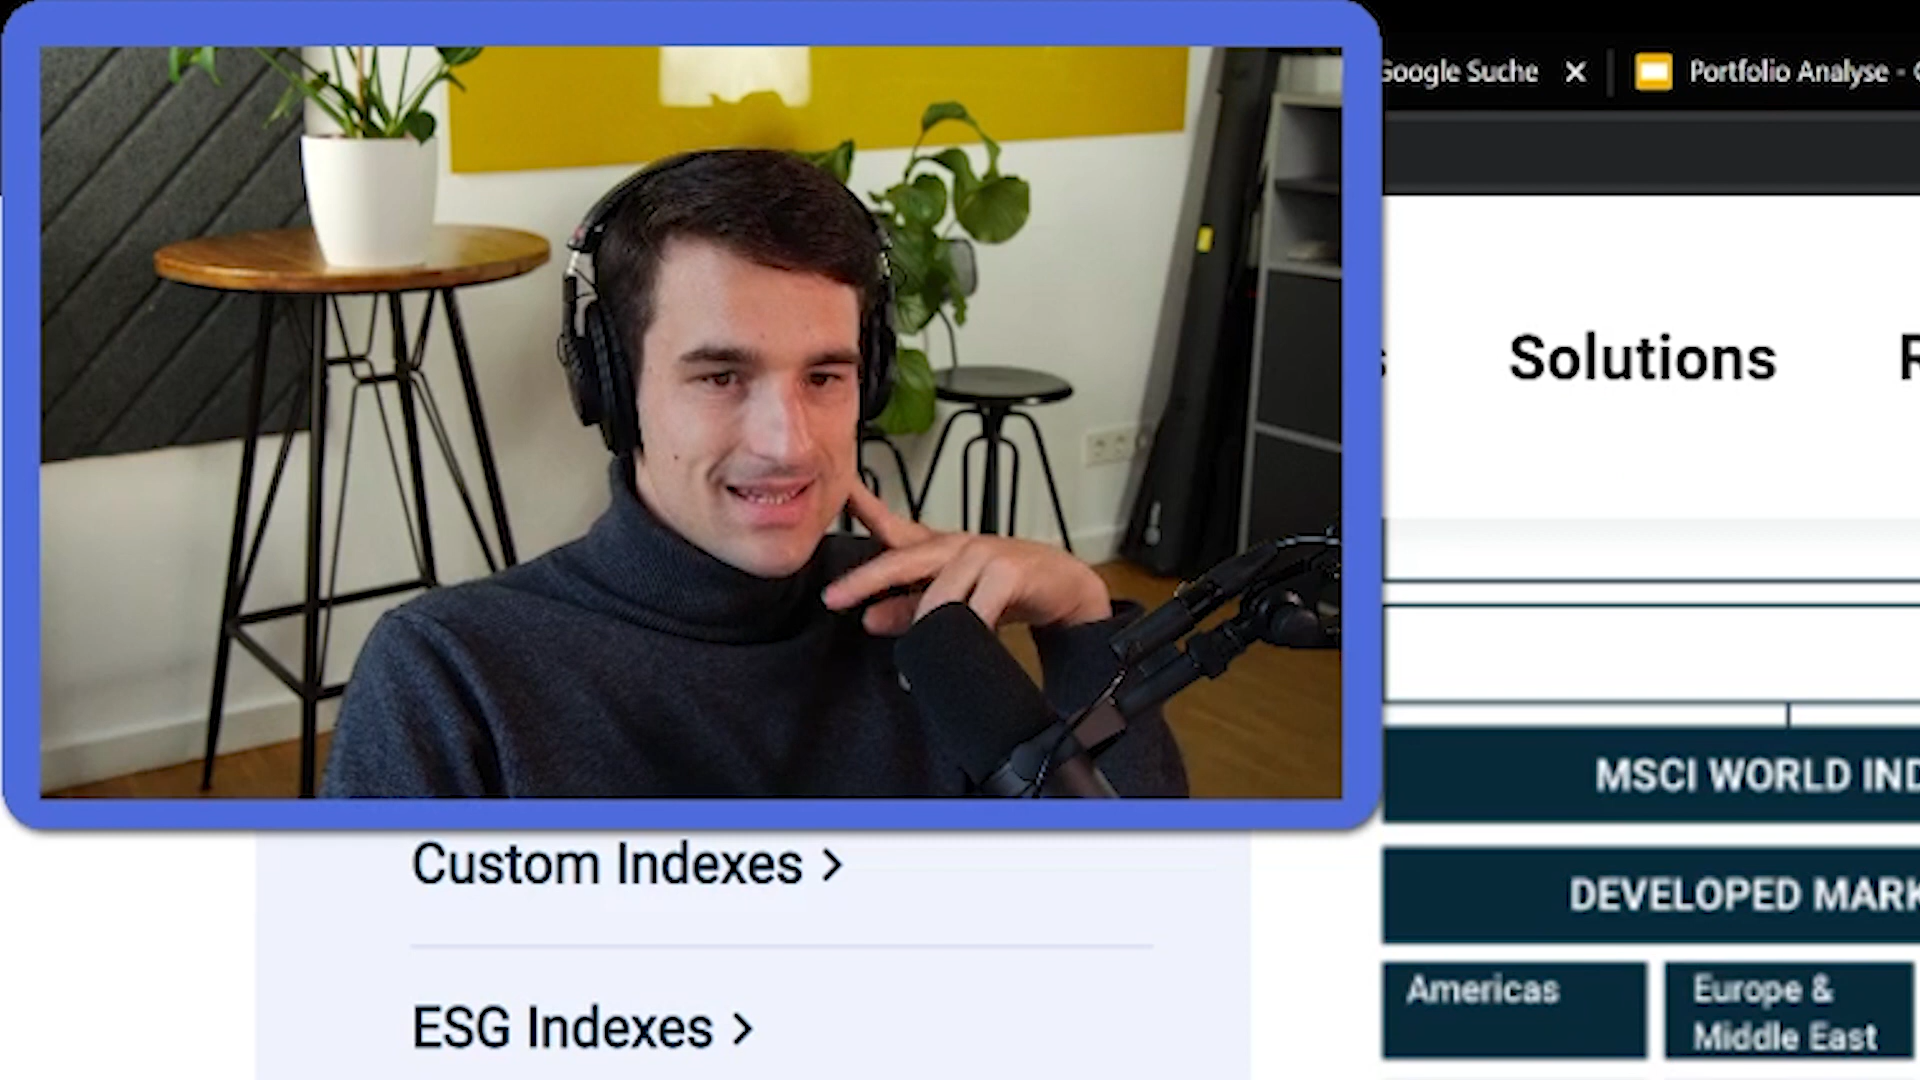 Google Suche
Portfolio Analyse -
Solutions
MSCI WORLD IND
DEVELOPED MARK
Americas
Europe &
Middle East
Custom Indexes >
ESG Indexes >